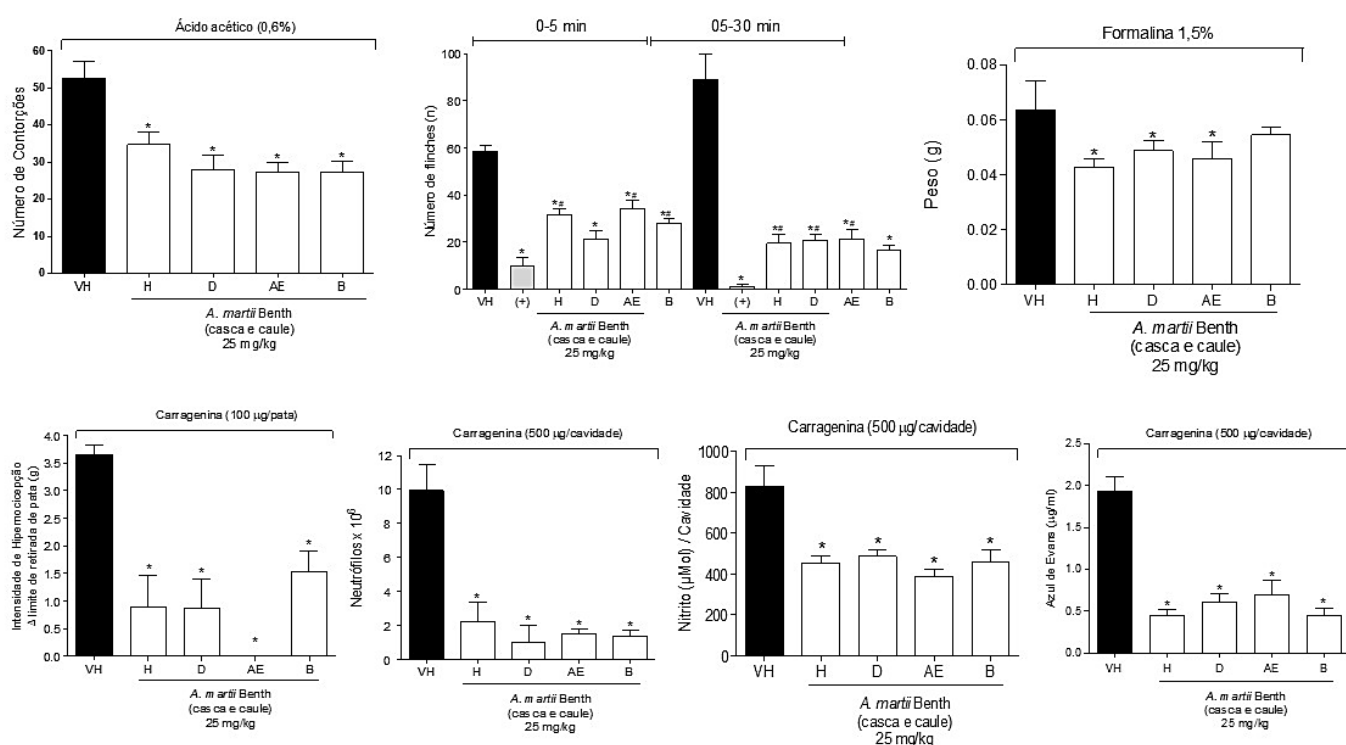 Ácido acético (0,6%)
Número de Contorções
60
50
40
30
20
10
0
*
*
*
*
VH
H
D
AE
B
A. martii Benth
(casca e caule)
25 mg/kg
0-5 min
05-30 min
Número de flinches (n)
100
80
60
40
20
0
*
*#
*
*#
*#
*
*#
*#
*#
*
VH
(+)
H
D
AE
B
VH
(+)
H
D
AE
B
A. martii Benth
(casca e caule)
25 mg/kg
A. martii Benth
(casca e caule)
25 mg/kg
Formalina 1,5%
Peso (g)
0.08
0.06
0.04
0.02
0.00
*
*
*
VH
H
D
AE
B
A. martii Benth
(casca e caule)
25 mg/kg
Carragenina (100 µg/pata)
Intensidade de Hipernocicepção
Δ limite de retirada de pata (g)
4.0
3.5
3.0
2.5
2.0
1.5
1.0
0.5
0.0
*
*
*
*
VH
H
D
AE
B
A. martii Benth
(casca e caule)
25 mg/kg
Carragenina (500 µg/cavidade)
Neutrófilos x 10⁶
12
10
8
6
4
2
0
*
*
*
*
VH
H
D
AE
B
A. martii Benth
(casca e caule)
25 mg/kg
Carragenina (500 µg/cavidade)
Nitrito (µMol) / Cavidade
1000
800
600
400
200
0
*
*
*
*
VH
H
D
AE
B
A. martii Benth
(casca e caule)
25 mg/kg
Carragenina (500 µg/cavidade)
Azul de Evans (µg/ml)
2.5
2.0
1.5
1.0
0.5
0.0
*
*
*
*
VH
H
D
AE
B
A. martii Benth
(casca e caule)
25 mg/kg